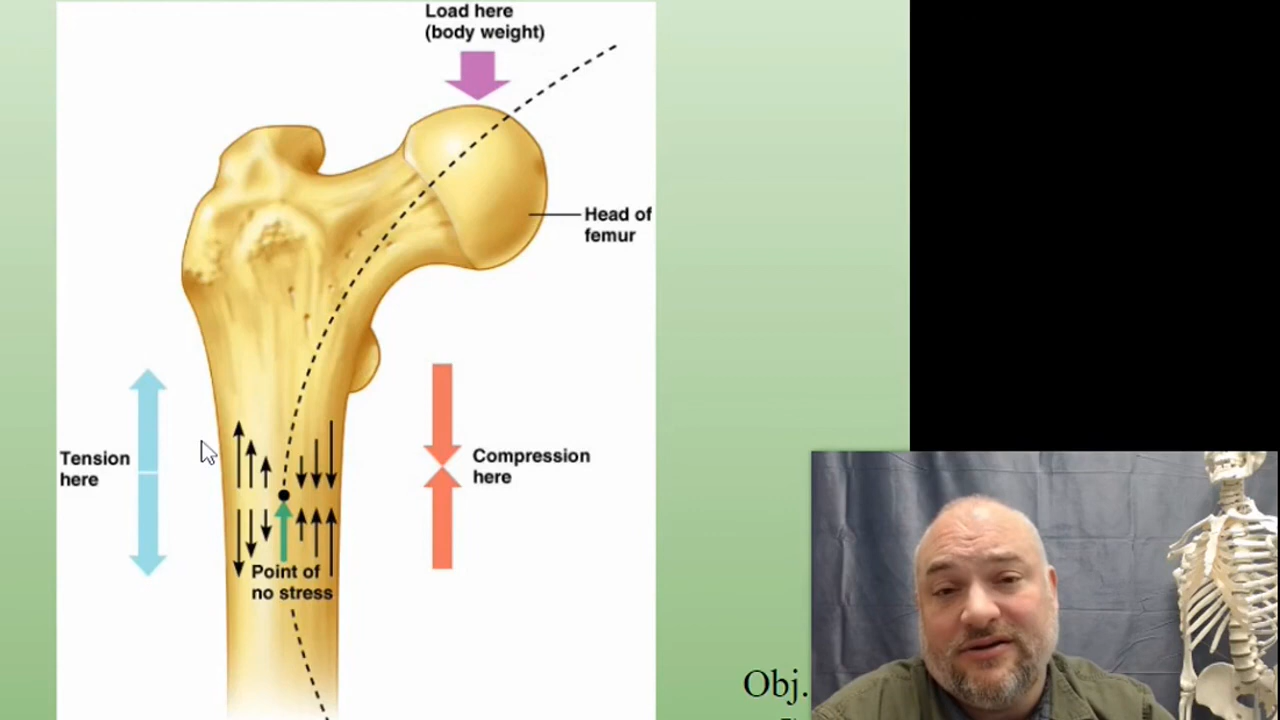 Load here
(body weight)
Head of
femur
Tension
here
Compression
here
Point of
no stress
Obj.